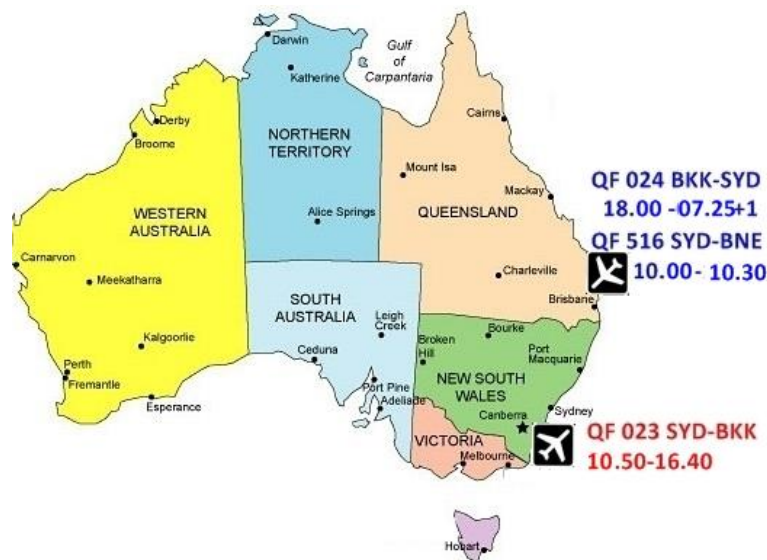 Darwin
Gulf
of
Carpantaria
Katherine
Cairns
Derby
Broome
NORTHERN
TERRITORY
Mount Isa
QF 024 BKK-SYD
Mackay
18.00 -07.25+1
WESTERN
AUSTRALIA
Alice Springs
QUEENSLAND
QF 516 SYD-BNE
Carnarvon
Meekatharra
Charleville
10.00- 10.30
SOUTH
AUSTRALIA
Leigh
Creek
Brisbane
Bourke
Kalgoorlie
Ceduna
Broken
Hill
Port
Macquarie
Perth
Fremantle
Esperance
Port Pine
Adeliade
NEW SOUTH
WALES
Canberra
Sydney
QF 023 SYD-BKK
VICTORIA
Melbourne
10.50-16.40
Hobart